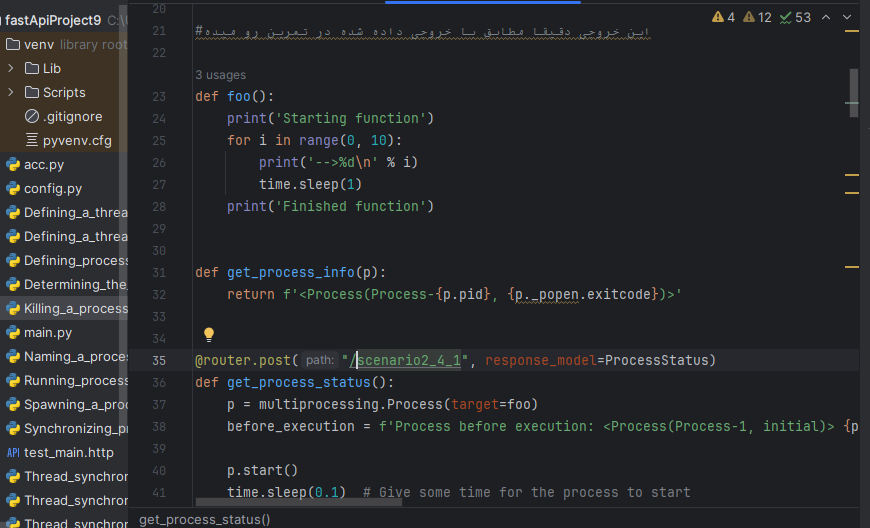 fastApiProject9
venv library root
Lib
Scripts
.gitignore
pyvenv.cfg
acc.py
config.py
Defining_a_threa
Defining_a_threa
Defining_process
Determining_the_
Killing_a_process
main.py
Naming_a_proce
Running_process
Spawning_a_proc
Synchronizing_pr
API test_main.http
Thread_synchror
Thread_synchror
Thread_synchror
4 12 53
20
21 #این خروجی دقیقا مطابق با خروجی داده شده در تمرین رو میده
22
3 usages
23 def foo():
24     print('Starting function')
25     for i in range(0, 10):
26         print('-->%d\n' % i)
27         time.sleep(1)
28     print('Finished function')
29
30
31 def get_process_info(p):
32     return f'<Process(Process-{p.pid}, {p._popen.exitcode})>'
33
34
35 @router.post( path: "/scenario2_4_1", response_model=ProcessStatus)
36 def get_process_status():
37     p = multiprocessing.Process(target=foo)
38     before_execution = f'Process before execution: <Process(Process-1, initial)> {p
39
40     p.start()
41     time.sleep(0.1)  # Give some time for the process to start
get_process_status()